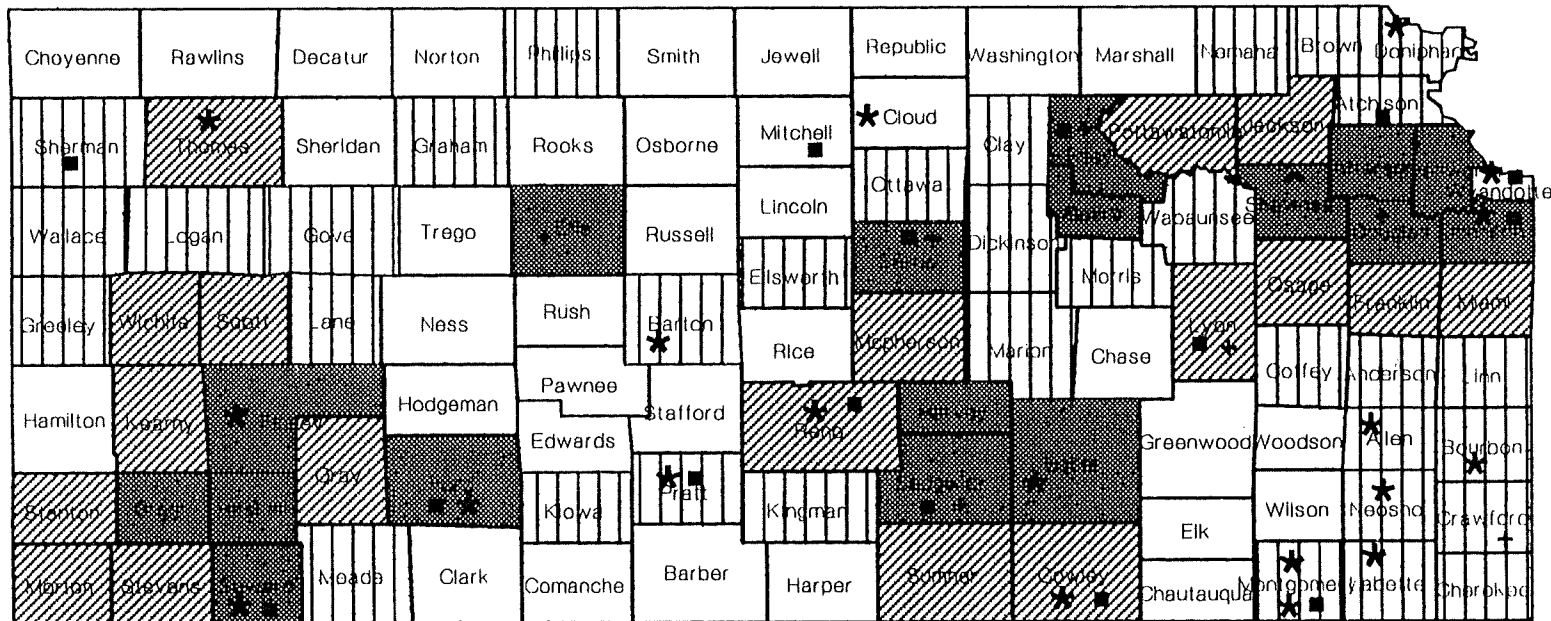 Choyenne Rawlins Decatur Norton Phillips Smith Jewell Republic Washington Marshall Nemaha Brown Doniphan
Atchison
Sherman Thomas Sheridan Graham Rooks Osborne Mitchell Cloud Clay Pottawatomie Jackson
Ottawa
Wallace Logan Gove Trego Ellis Russell Lincoln Dickinson Geary Wabaunsee Shawnee Douglas Wyandotte
Ellsworth Saline Morris
Greeley Wichita Scott Lane Ness Rush Barton Rice Mcpherson Marion Chase Lyon Osage Franklin Miami
Coffey Anderson Linn
Hamilton Kearny Finney Hodgeman Pawnee Stafford Reno Harvey Greenwood Woodson Allen Bourbon
Edwards
Stanton Grant Haskell Gray Ford Kiowa Pratt Kingman Sedgwick Butler Elk Wilson Neosho Crawford
Morton Stevens Seward Meade Clark Comanche Barber Harper Sumner Cowley Chautauqua Montgomery Labette Cherokee